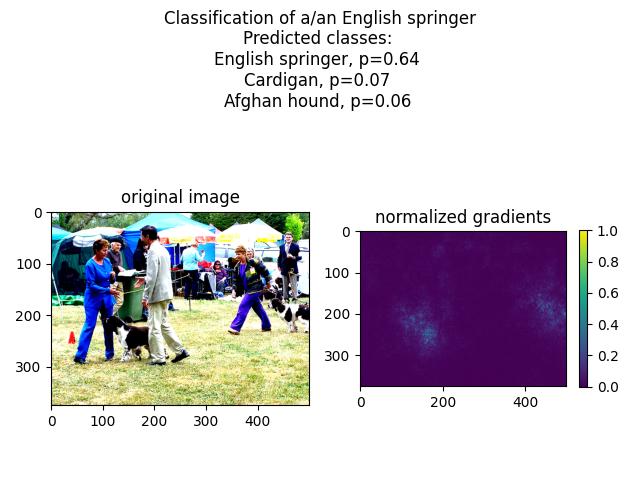 Classification of a/an English springer
Predicted classes:
English springer, p=0.64
Cardigan, p=0.07
Afghan hound, p=0.06
original image
0
100
200
300
0 100 200 300 400
normalized gradients
0
100
200
300
0 200 400
1.0
0.8
0.6
0.4
0.2
0.0